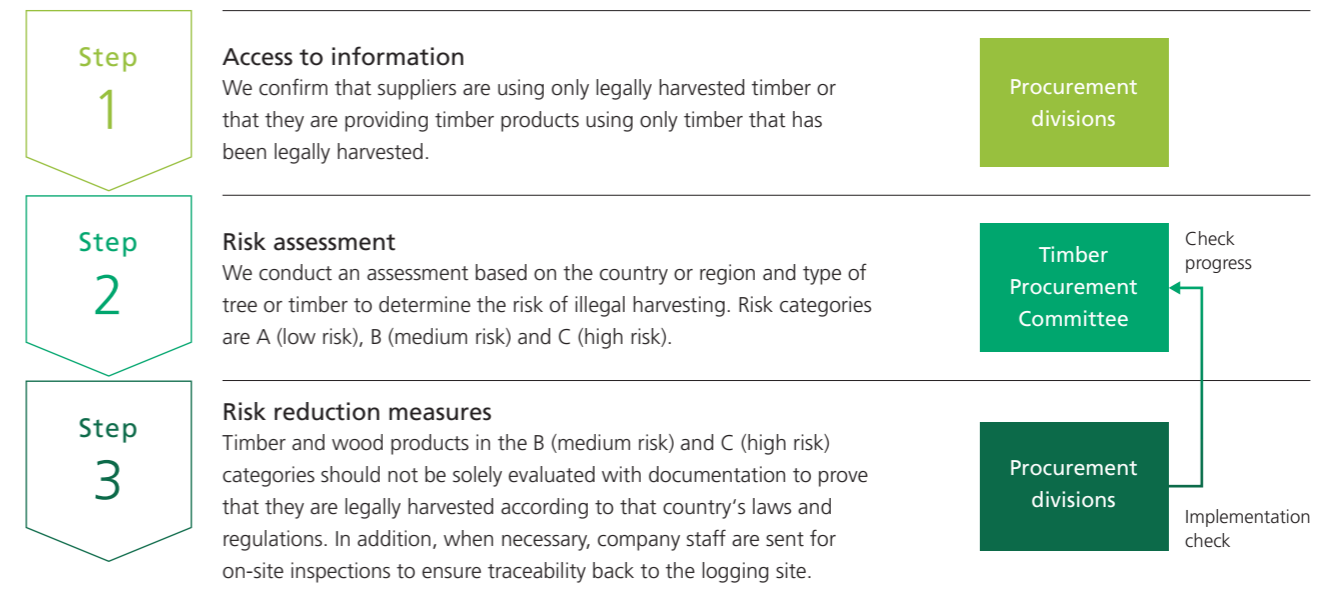 Step
1
Access to information
We confirm that suppliers are using only legally harvested timber or
that they are providing timber products using only timber that has
been legally harvested.
Procurement
divisions
Step
2
Risk assessment
We conduct an assessment based on the country or region and type of
tree or timber to determine the risk of illegal harvesting. Risk categories
are A (low risk), B (medium risk) and C (high risk).
Timber
Procurement
Committee
Check
progress
Step
3
Risk reduction measures
Timber and wood products in the B (medium risk) and C (high risk)
categories should not be solely evaluated with documentation to prove
that they are legally harvested according to that country's laws and
regulations. In addition, when necessary, company staff are sent for
on-site inspections to ensure traceability back to the logging site.
Procurement
divisions
Implementation
check